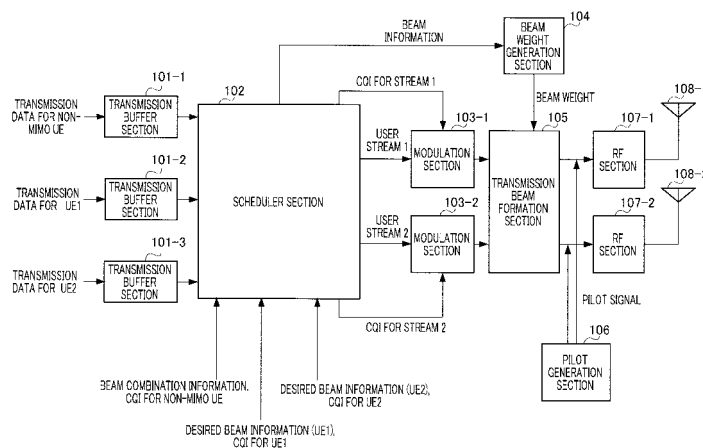 BEAM
INFORMATION
104
BEAM
WEIGHT
GENERATION
SECTION
101-1
TRANSMISSION
DATA FOR NON-
MIMO UE
TRANSMISSION
BUFFER
SECTION
102
CQI FOR STREAM 1
BEAM WEIGHT
108-1
103-1
105
107-1
USER
STREAM 1
MODULATION
SECTION
RF
SECTION
101-2
TRANSMISSION
DATA FOR UE1
TRANSMISSION
BUFFER
SECTION
SCHEDULER SECTION
TRANSMISSION
BEAM
FORMATION
SECTION
103-2
107-2
USER
STREAM 2
MODULATION
SECTION
RF
SECTION
101-3
TRANSMISSION
DATA FOR UE2
TRANSMISSION
BUFFER
SECTION
PILOT SIGNAL
CQI FOR STREAM 2
106
PILOT
GENERATION
SECTION
BEAM COMBINATION INFORMATION,
CQI FOR NON-MIMO UE
DESIRED BEAM INFORMATION (UE2),
CQI FOR UE2
DESIRED BEAM INFORMATION (UE1),
CQI FOR UE1